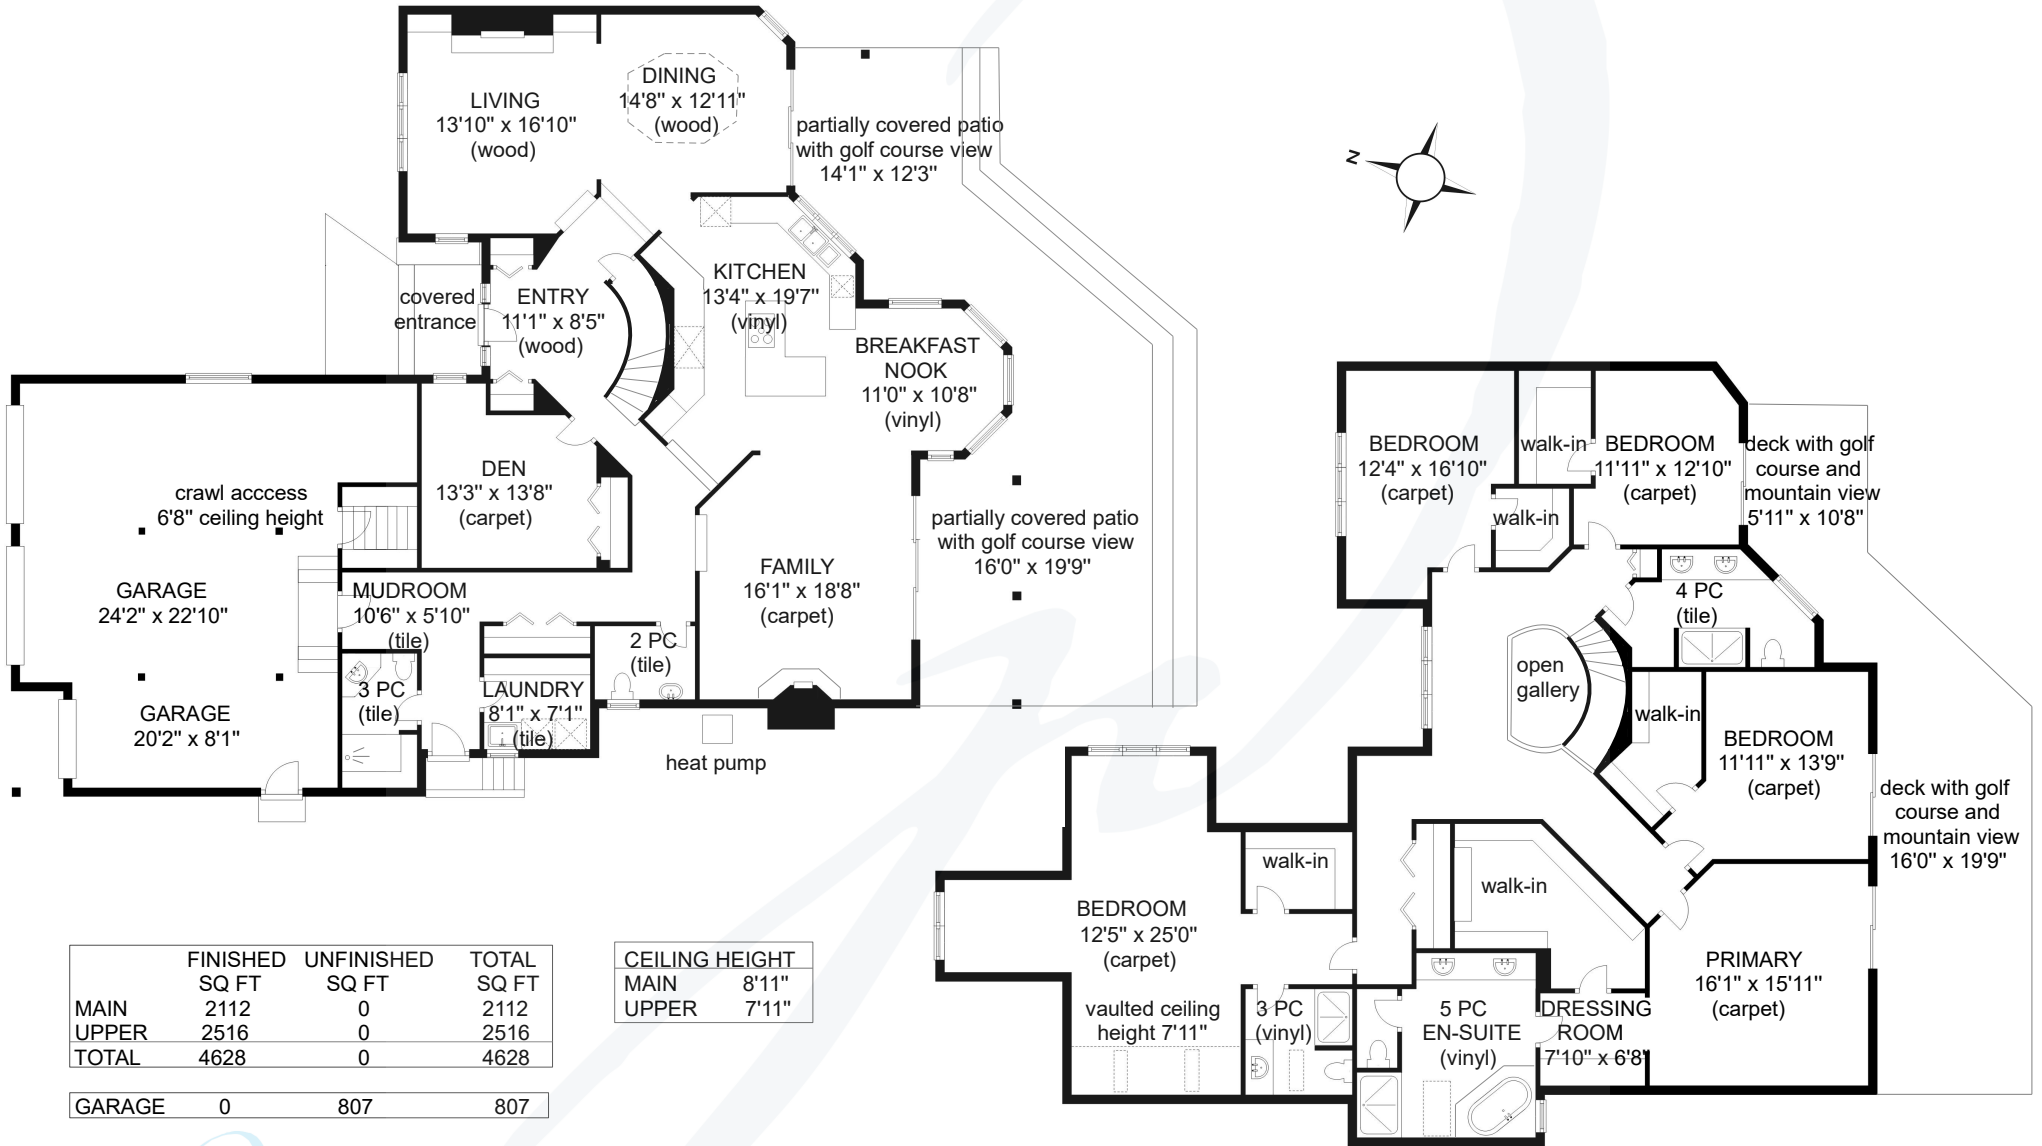 LIVING
13'10" x 16'10"
(wood)
DINING
14'8" x 12'11"
(wood)
partially covered patio
with golf course view
14'1" x 12'3"
N
covered
entrance
ENTRY
11'1" x 8'5"
(wood)
KITCHEN
13'4" x 19'7"
(vinyl)
BREAKFAST
NOOK
11'0" x 10'8"
(vinyl)
DEN
13'3" x 13'8"
(carpet)
crawl acccess
6'8" ceiling height
partially covered patio
with golf course view
16'0" x 19'9"
FAMILY
16'1" x 18'8"
(carpet)
GARAGE
24'2" x 22'10"
MUDROOM
10'6" x 5'10"
(tile)
2 PC
(tile)
3 PC
(tile)
LAUNDRY
8'1" x 7'1"
(tile)
GARAGE
20'2" x 8'1"
heat pump
BEDROOM
12'4" x 16'10"
(carpet)
walk-in
BEDROOM
11'11" x 12'10"
(carpet)
deck with golf
course and
mountain view
5'11" x 10'8"
walk-in
4 PC
(tile)
open
gallery
walk-in
BEDROOM
11'11" x 13'9"
(carpet)
deck with golf
course and
mountain view
16'0" x 19'9"
walk-in
walk-in
BEDROOM
12'5" x 25'0"
(carpet)
vaulted ceiling
height 7'11"
3 PC
(vinyl)
5 PC
EN-SUITE
(vinyl)
DRESSING
ROOM
7'10" x 6'8"
PRIMARY
16'1" x 15'11"
(carpet)
FINISHED UNFINISHED TOTAL
SQ FT SQ FT SQ FT
MAIN 2112 0 2112
UPPER 2516 0 2516
TOTAL 4628 0 4628
GARAGE 0 807 807
CEILING HEIGHT
MAIN 8'11"
UPPER 7'11"